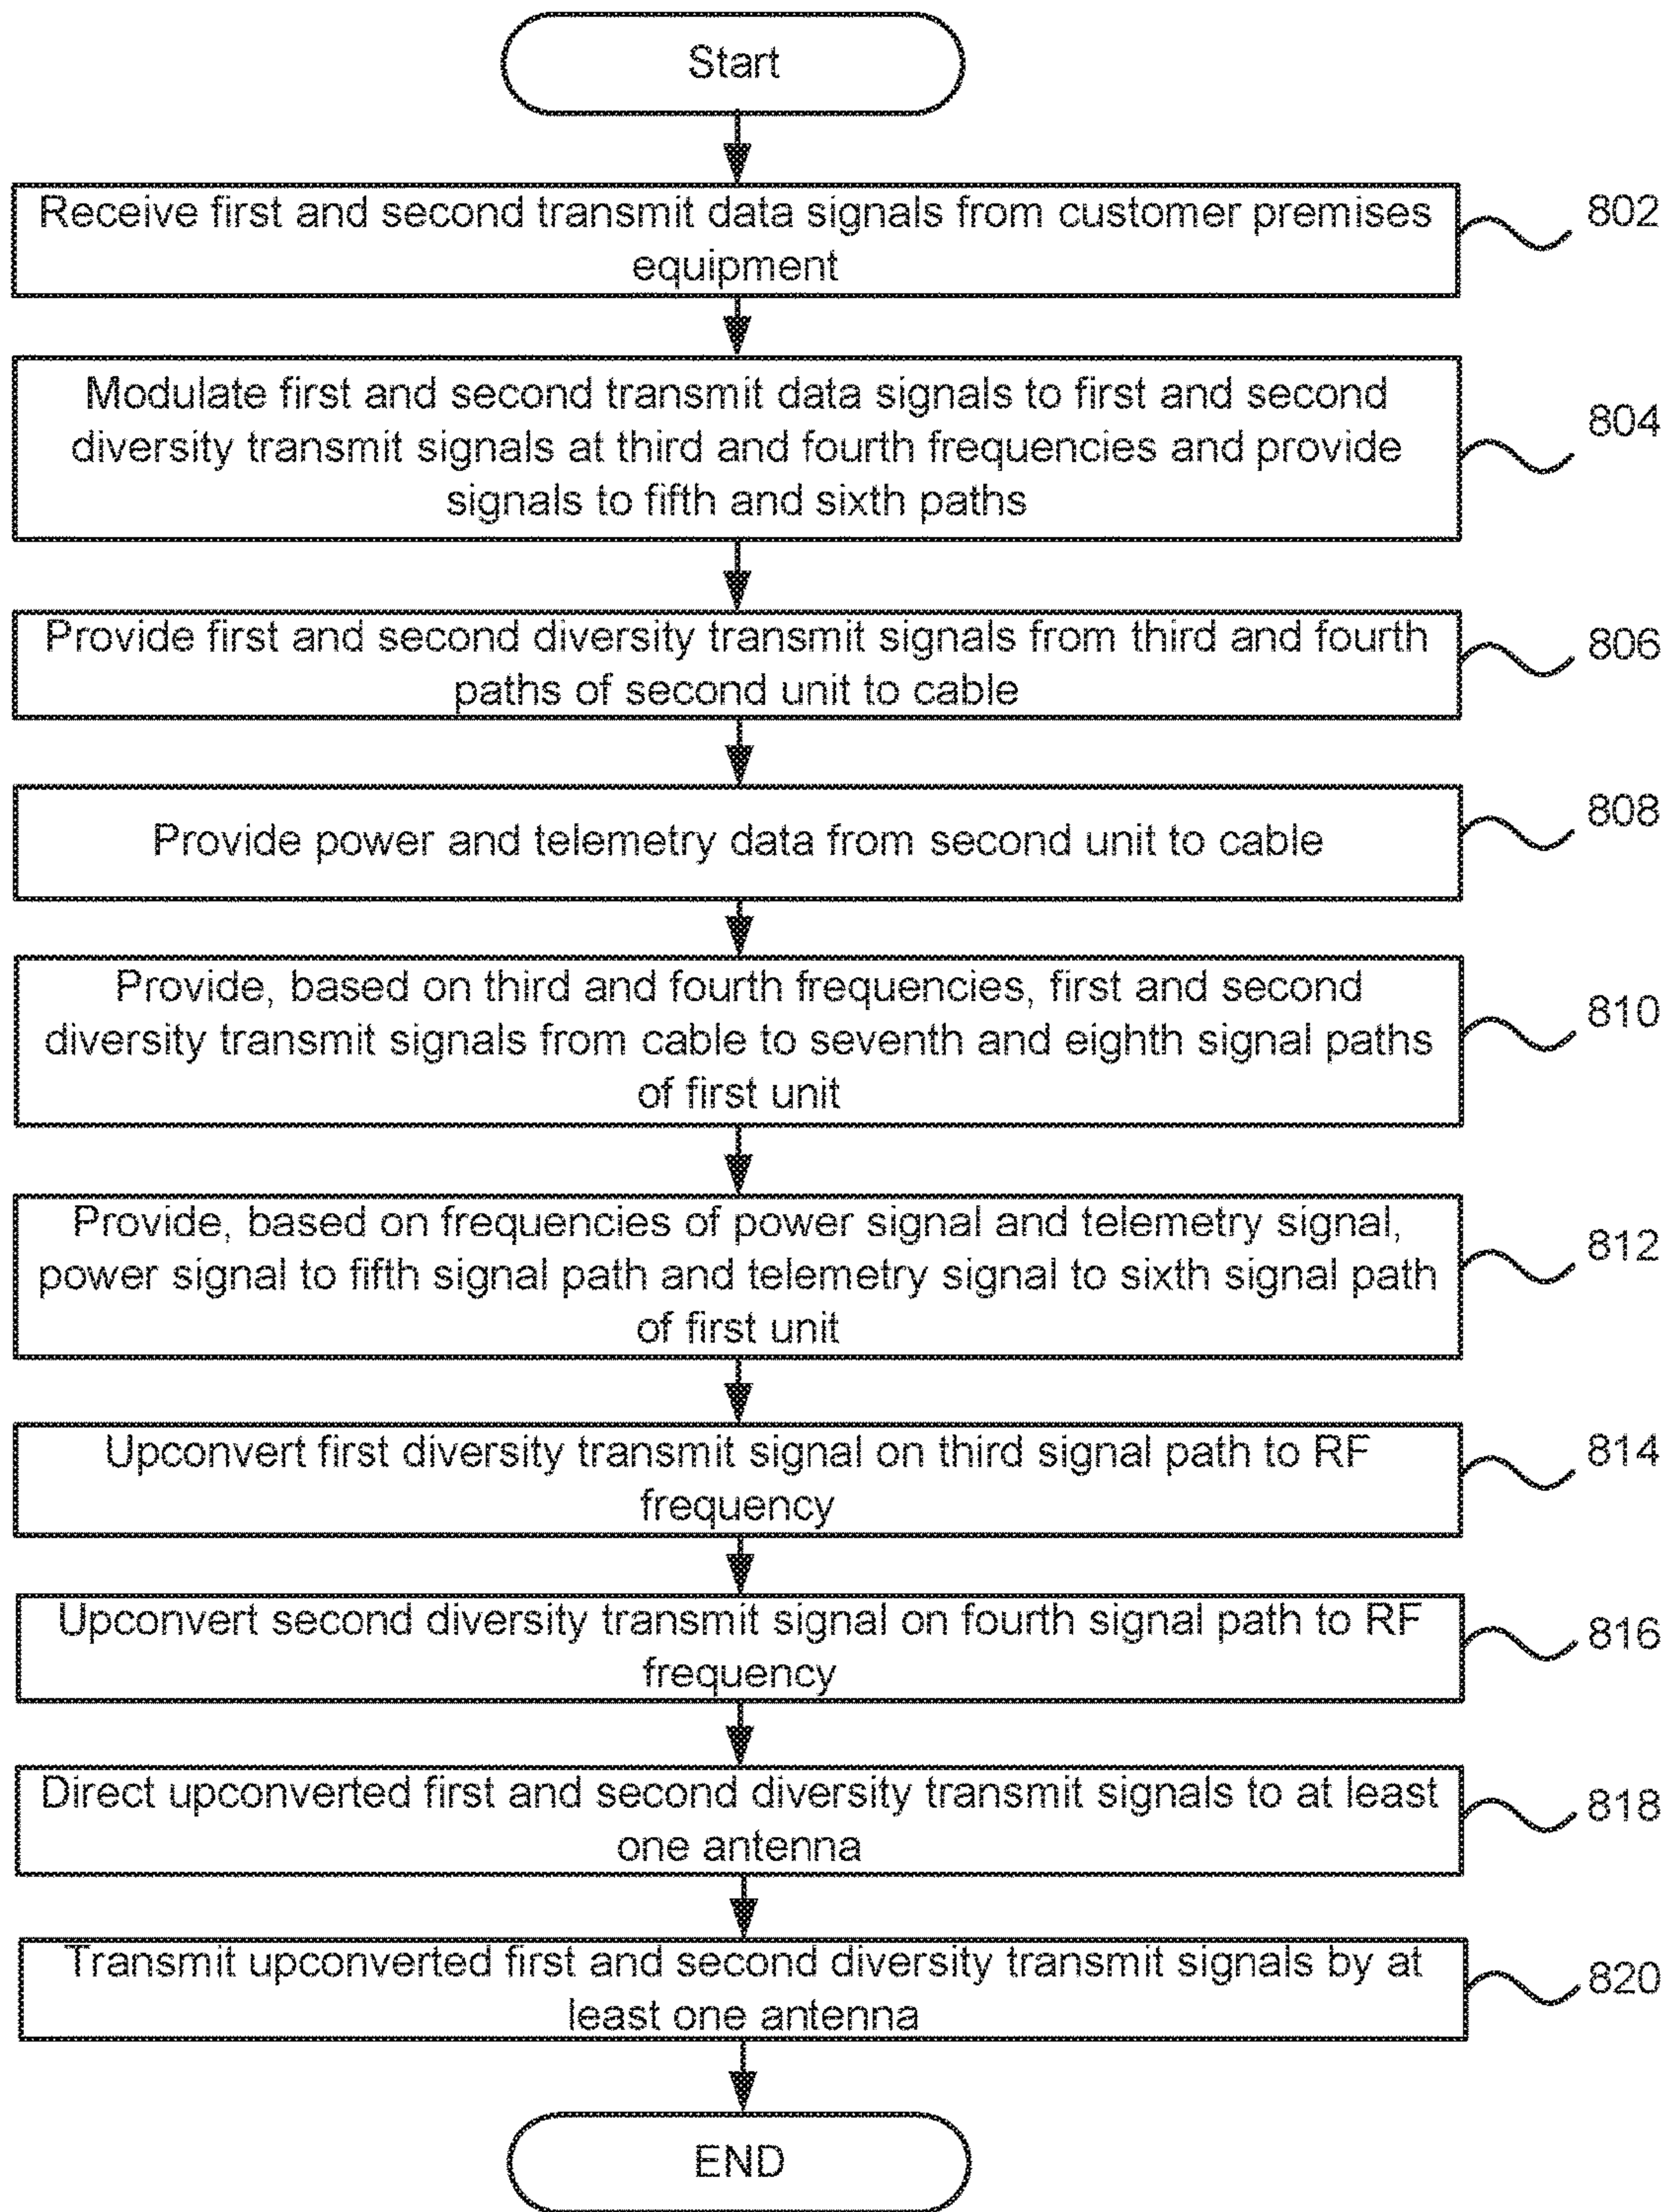 Start
Receive first and second transmit data signals from customer premises
equipment
802
Modulate first and second transmit data signals to first and second
diversity transmit signals at third and fourth frequencies and provide
signals to fifth and sixth paths
804
Provide first and second diversity transmit signals from third and fourth
paths of second unit to cable
806
Provide power and telemetry data from second unit to cable
808
Provide, based on third and fourth frequencies, first and second
diversity transmit signals from cable to seventh and eighth signal paths
of first unit
810
Provide, based on frequencies of power signal and telemetry signal,
power signal to fifth signal path and telemetry signal to sixth signal path
of first unit
812
Upconvert first diversity transmit signal on third signal path to RF
frequency
814
Upconvert second diversity transmit signal on fourth signal path to RF
frequency
816
Direct upconverted first and second diversity transmit signals to at least
one antenna
818
Transmit upconverted first and second diversity transmit signals by at
least one antenna
820
END